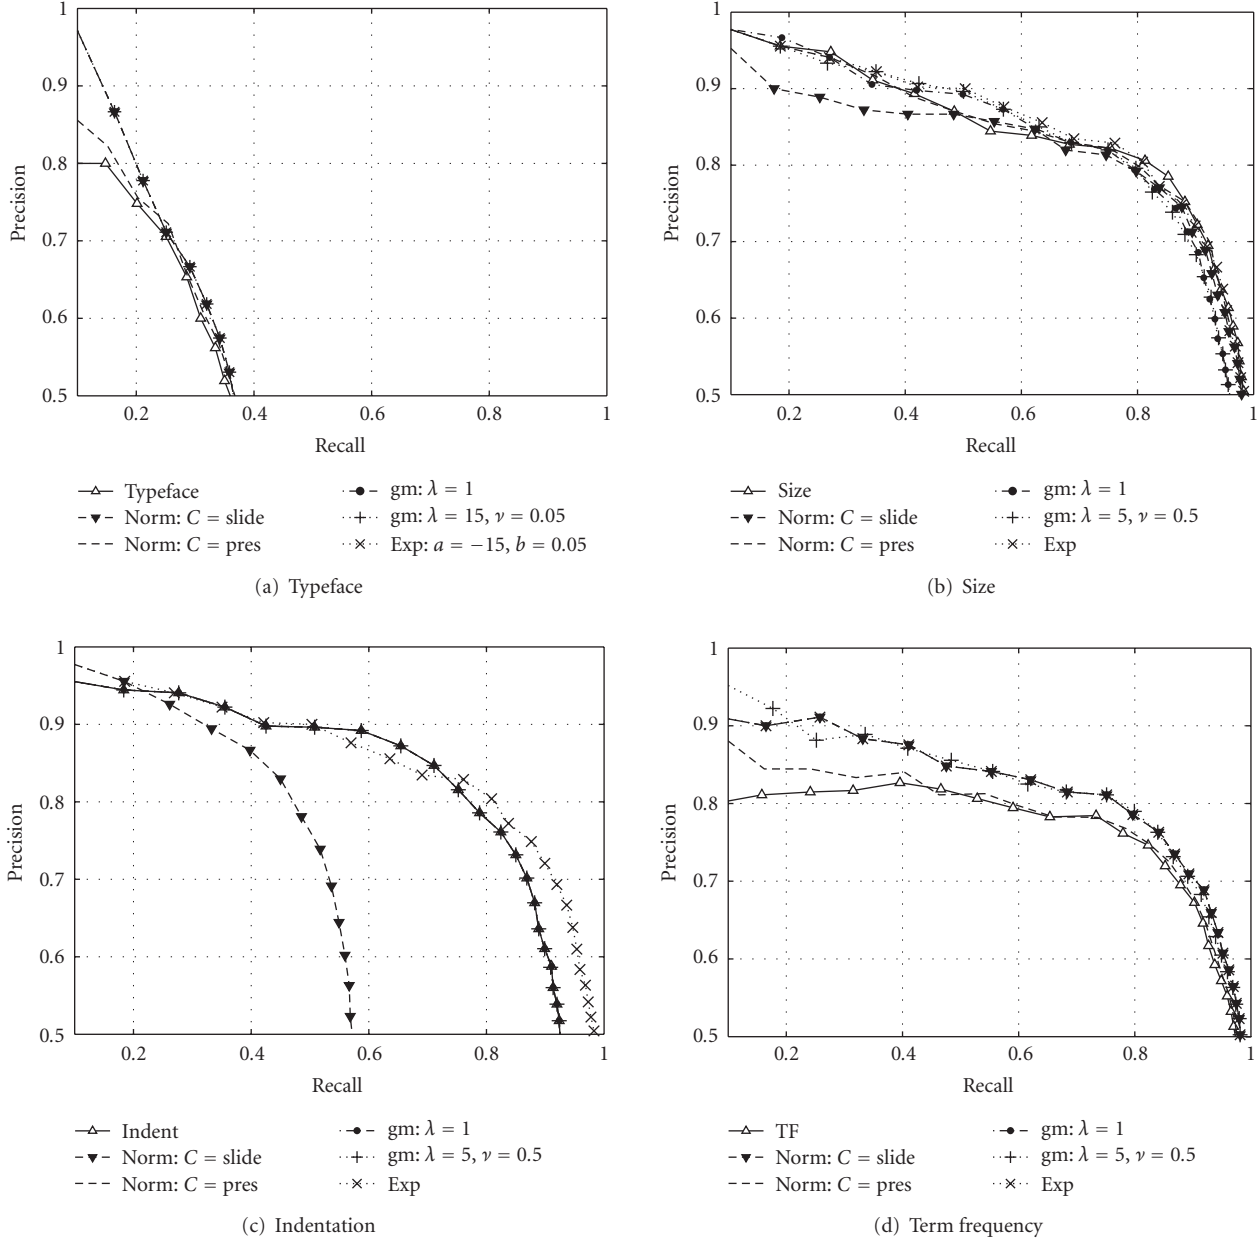 1
0.9
0.8
0.7
0.6
0.5
Precision
0.2 0.4 0.6 0.8 1
Recall
Typeface
Norm: C = slide
Norm: C = pres
gm: λ = 1
gm: λ = 15, ν = 0.05
Exp: a = −15, b = 0.05
(a) Typeface
1
0.9
0.8
0.7
0.6
0.5
Precision
0.2 0.4 0.6 0.8 1
Recall
Size
Norm: C = slide
Norm: C = pres
gm: λ = 1
gm: λ = 5, ν = 0.5
Exp
(b) Size
1
0.9
0.8
0.7
0.6
0.5
Precision
0.2 0.4 0.6 0.8 1
Recall
Indent
Norm: C = slide
Norm: C = pres
gm: λ = 1
gm: λ = 5, ν = 0.5
Exp
(c) Indentation
1
0.9
0.8
0.7
0.6
0.5
Precision
0.2 0.4 0.6 0.8 1
Recall
TF
Norm: C = slide
Norm: C = pres
gm: λ = 1
gm: λ = 5, ν = 0.5
Exp
(d) Term frequency